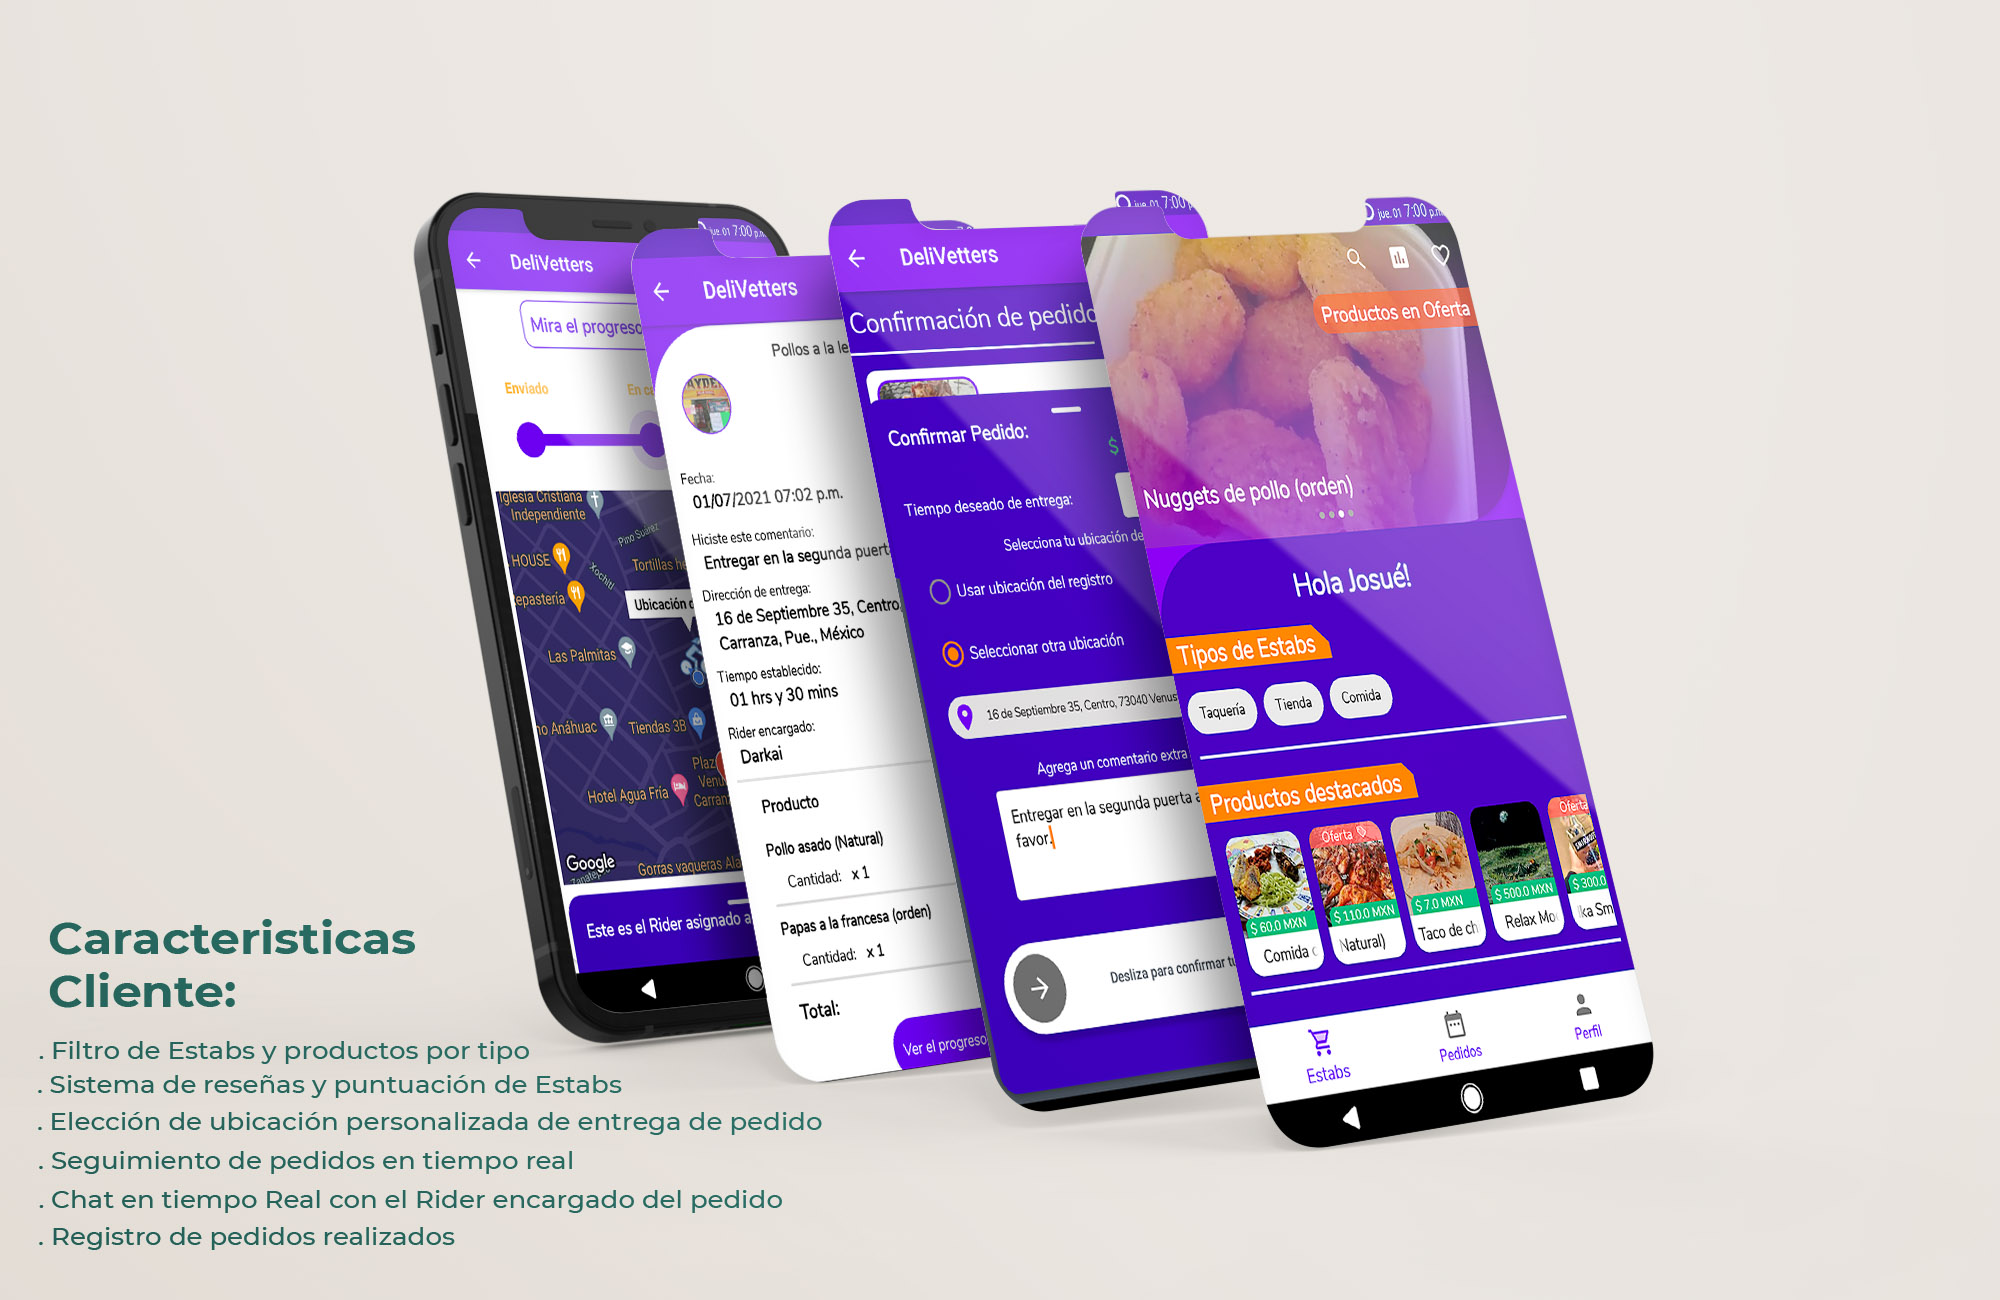 DeliVetters
Mira el progreso
Enviado
En
Iglesia Cristiana
Independiente
Pino Suárez
HOUSE
Xochitl
Tortillas
Ubicación
Las Palmitas
Anáhuac
Tiendas 3B
Hotel Agua Fría
Google
Gorras vaqueras
Este es el Rider asignado a
jue. 01 7:00
DeliVetters
Pollos a la
Fecha:
01/07/2021 07:02 p.m.
Hiciste este comentario:
Entregar en la segunda puerta
Dirección de entrega:
16 de Septiembre 35, Centro,
Carranza, Pue., México
Tiempo establecido:
01 hrs y 30 mins
Rider encargado:
Darkai
Producto
Pollo asado (Natural)
Cantidad: x 1
Papas a la francesa (orden)
Cantidad: x 1
Total:
Ver el progreso
jue. 01 7:00
DeliVetters
Confirmación de pedido
Confirmar Pedido:
$
Tiempo deseado de entrega:
Selecciona tu ubicación de
Usar ubicación del registro
Seleccionar otra ubicación
16 de Septiembre 35, Centro, 73040 Venus
Agrega un comentario extra
Entregar en la segunda puerta a
favor.
Desliza para confirmar tu
jue. 01 7:00 p.m.
Productos en Oferta
Nuggets de pollo (orden)
Hola Josué!
Tipos de Estabs
Taquería
Tienda
Comida
Productos destacados
Oferta
Oferta
$ 60.0 MXN
$ 110.0 MXN
$ 7.0 MXN
$ 500.0 MXN
$ 300.0
Comida
Natural)
Taco de ch
Relax Mo
ka Sm
Estabs
Pedidos
Perfil
Caracteristicas
Cliente:
. Filtro de Estabs y productos por tipo
. Sistema de reseñas y puntuación de Estabs
. Elección de ubicación personalizada de entrega de pedido
. Seguimiento de pedidos en tiempo real
. Chat en tiempo Real con el Rider encargado del pedido
. Registro de pedidos realizados